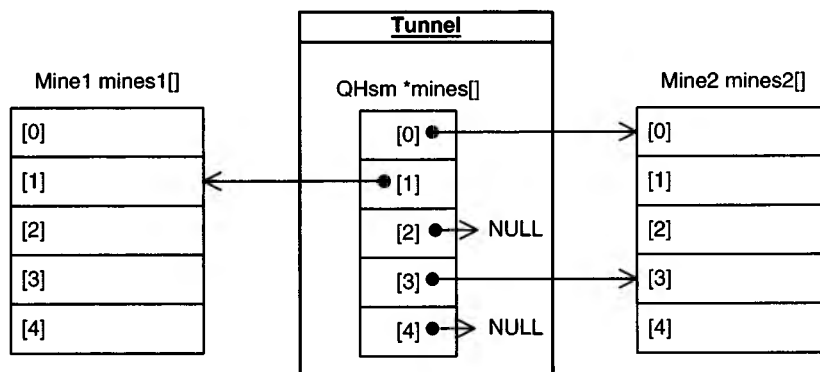 Tunnel
Mine1 mines1[]
QHsm *mines[]
Mine2 mines2[]
[0]
[1]
[2]
[3]
[4]
[0]
[1]
[2] NULL
[3]
[4] NULL
[0]
[1]
[2]
[3]
[4]